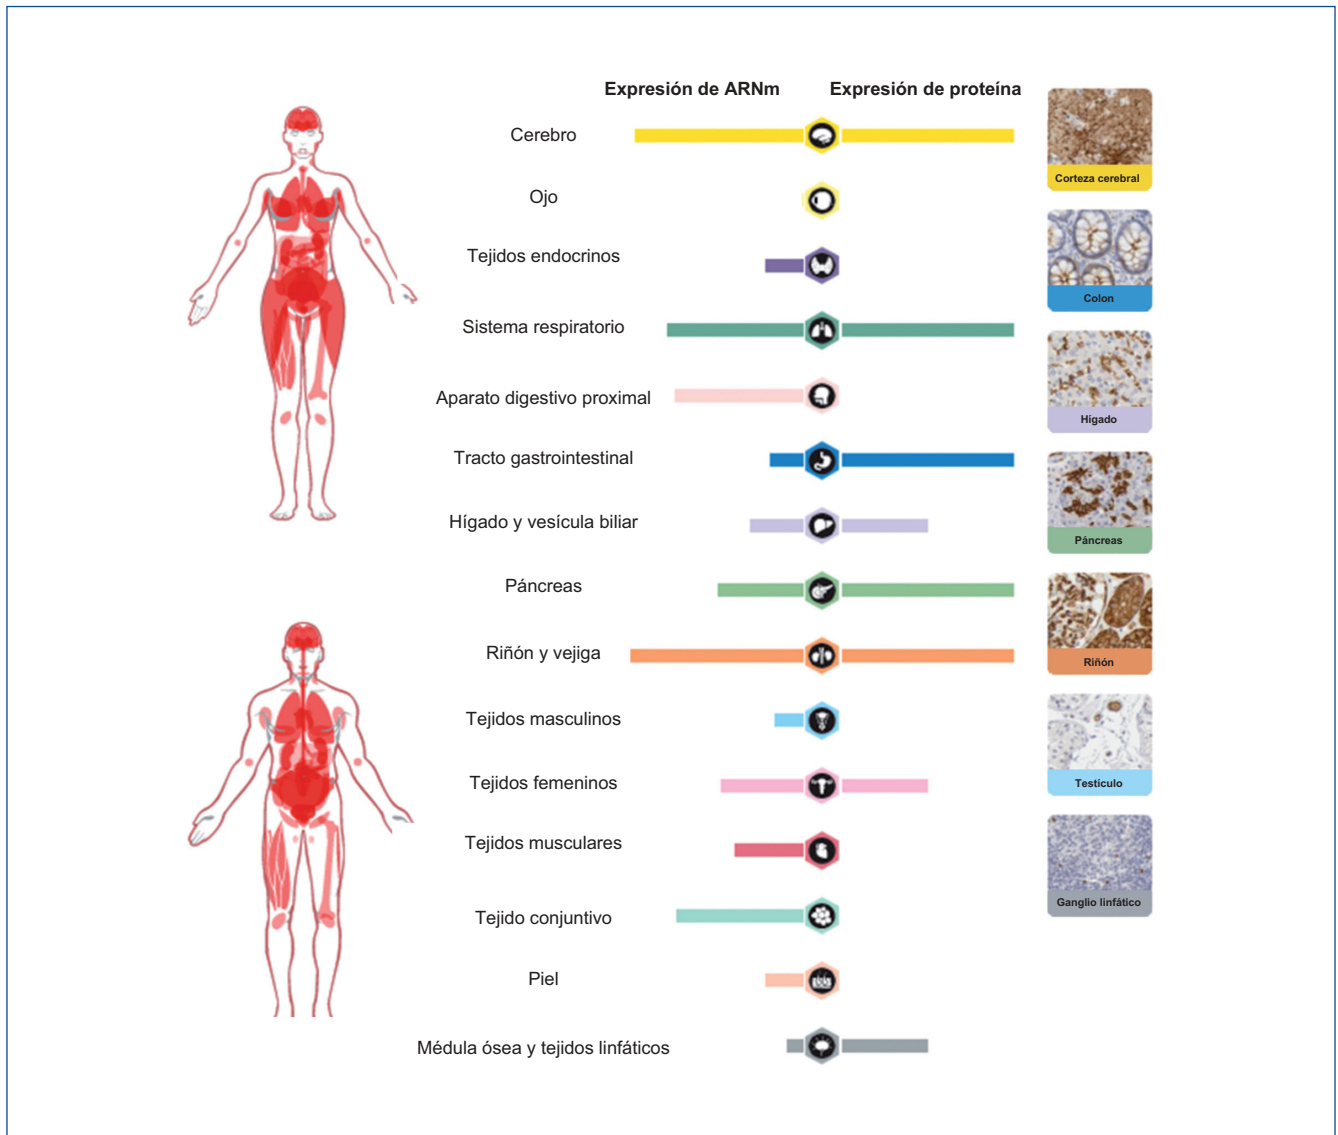 Expresión de ARNm
Expresión de proteína
Cerebro
Ojo
Tejidos endocrinos
Sistema respiratorio
Aparato digestivo proximal
Tracto gastrointestinal
Hígado y vesícula biliar
Páncreas
Riñón y vejiga
Tejidos masculinos
Tejidos femeninos
Tejidos musculares
Tejido conjuntivo
Piel
Médula ósea y tejidos linfáticos
Corteza cerebral
Colon
Hígado
Páncreas
Riñón
Testículo
Ganglio linfático